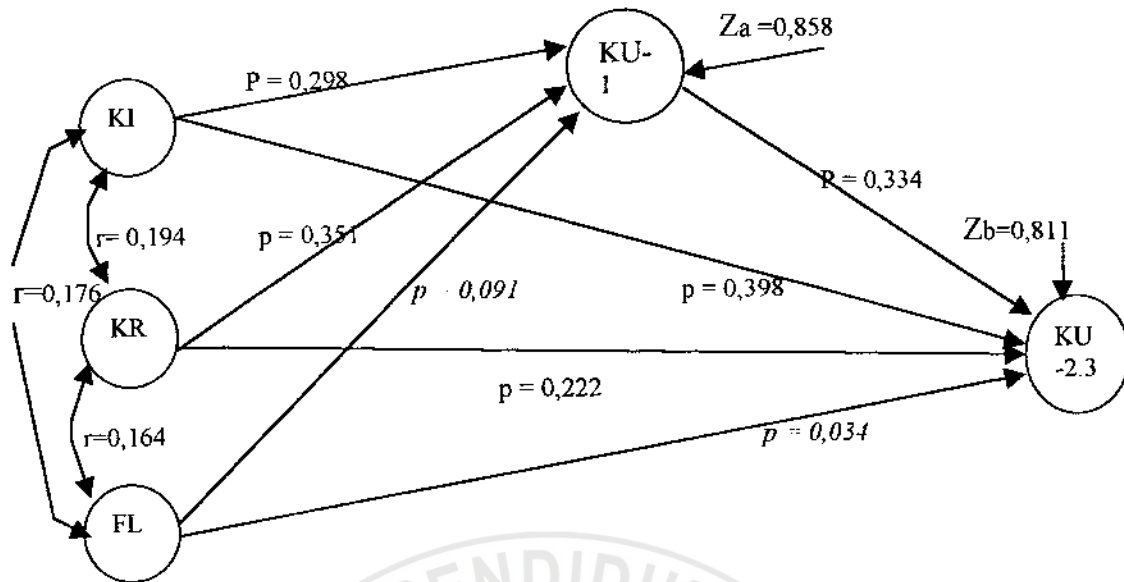 Za =0,858
KU-
1
P = 0,298
KI
P = 0,334
r= 0,194
p = 0,351
Zb=0,811
r=0,176
p = 0,091
p = 0,398
KR
KU
-2.3
p = 0,222
r=0,164
p = 0,034
FL